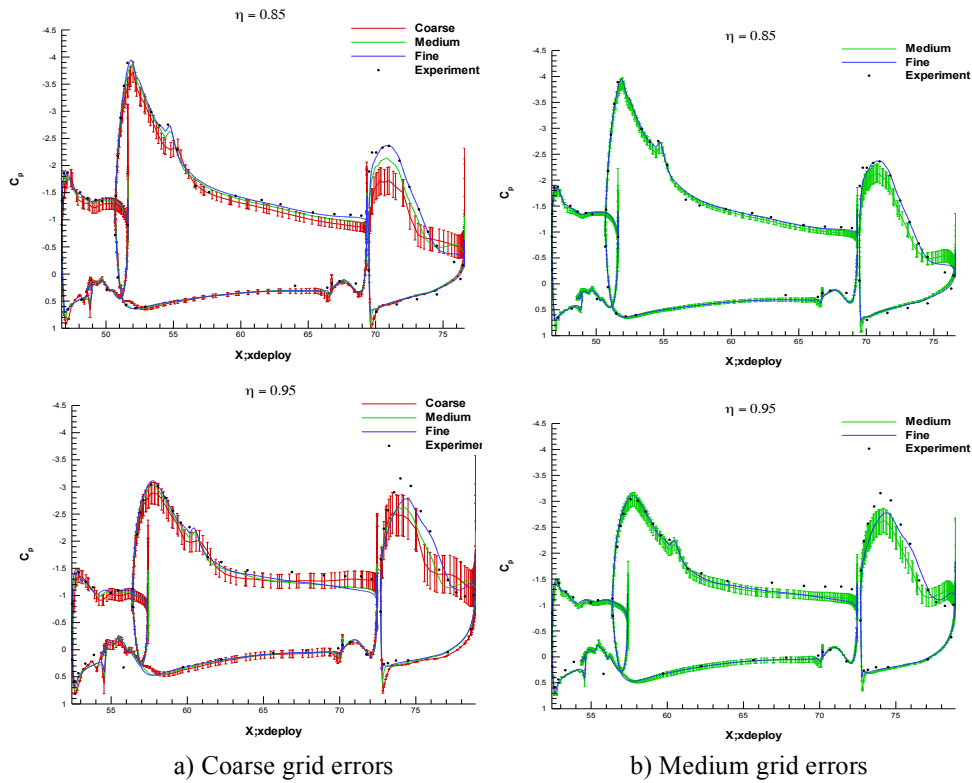 η = 0.85
Coarse
Medium
Fine
Experiment
-4.5
-4
-3.5
-3
-2.5
-2
-1.5
-1
-0.5
0
0.5
1
Cp
50
55
60
65
70
75
X;xdeploy
η = 0.85
Medium
Fine
Experiment
-4.5
-4
-3.5
-3
-2.5
-2
-1.5
-1
-0.5
0
0.5
1
Cp
50
55
60
65
70
75
X;xdeploy
η = 0.95
Coarse
Medium
Fine
Experimen
-4.5
-4
-3.5
-3
-2.5
-2
-1.5
-1
-0.5
0
0.5
1
Cp
55
60
65
70
75
X;xdeploy
η = 0.95
Medium
Fine
Experiment
-4.5
-4
-3.5
-3
-2.5
-2
-1.5
-1
-0.5
0
0.5
1
Cp
55
60
65
70
75
X;xdeploy
a) Coarse grid errors
b) Medium grid errors